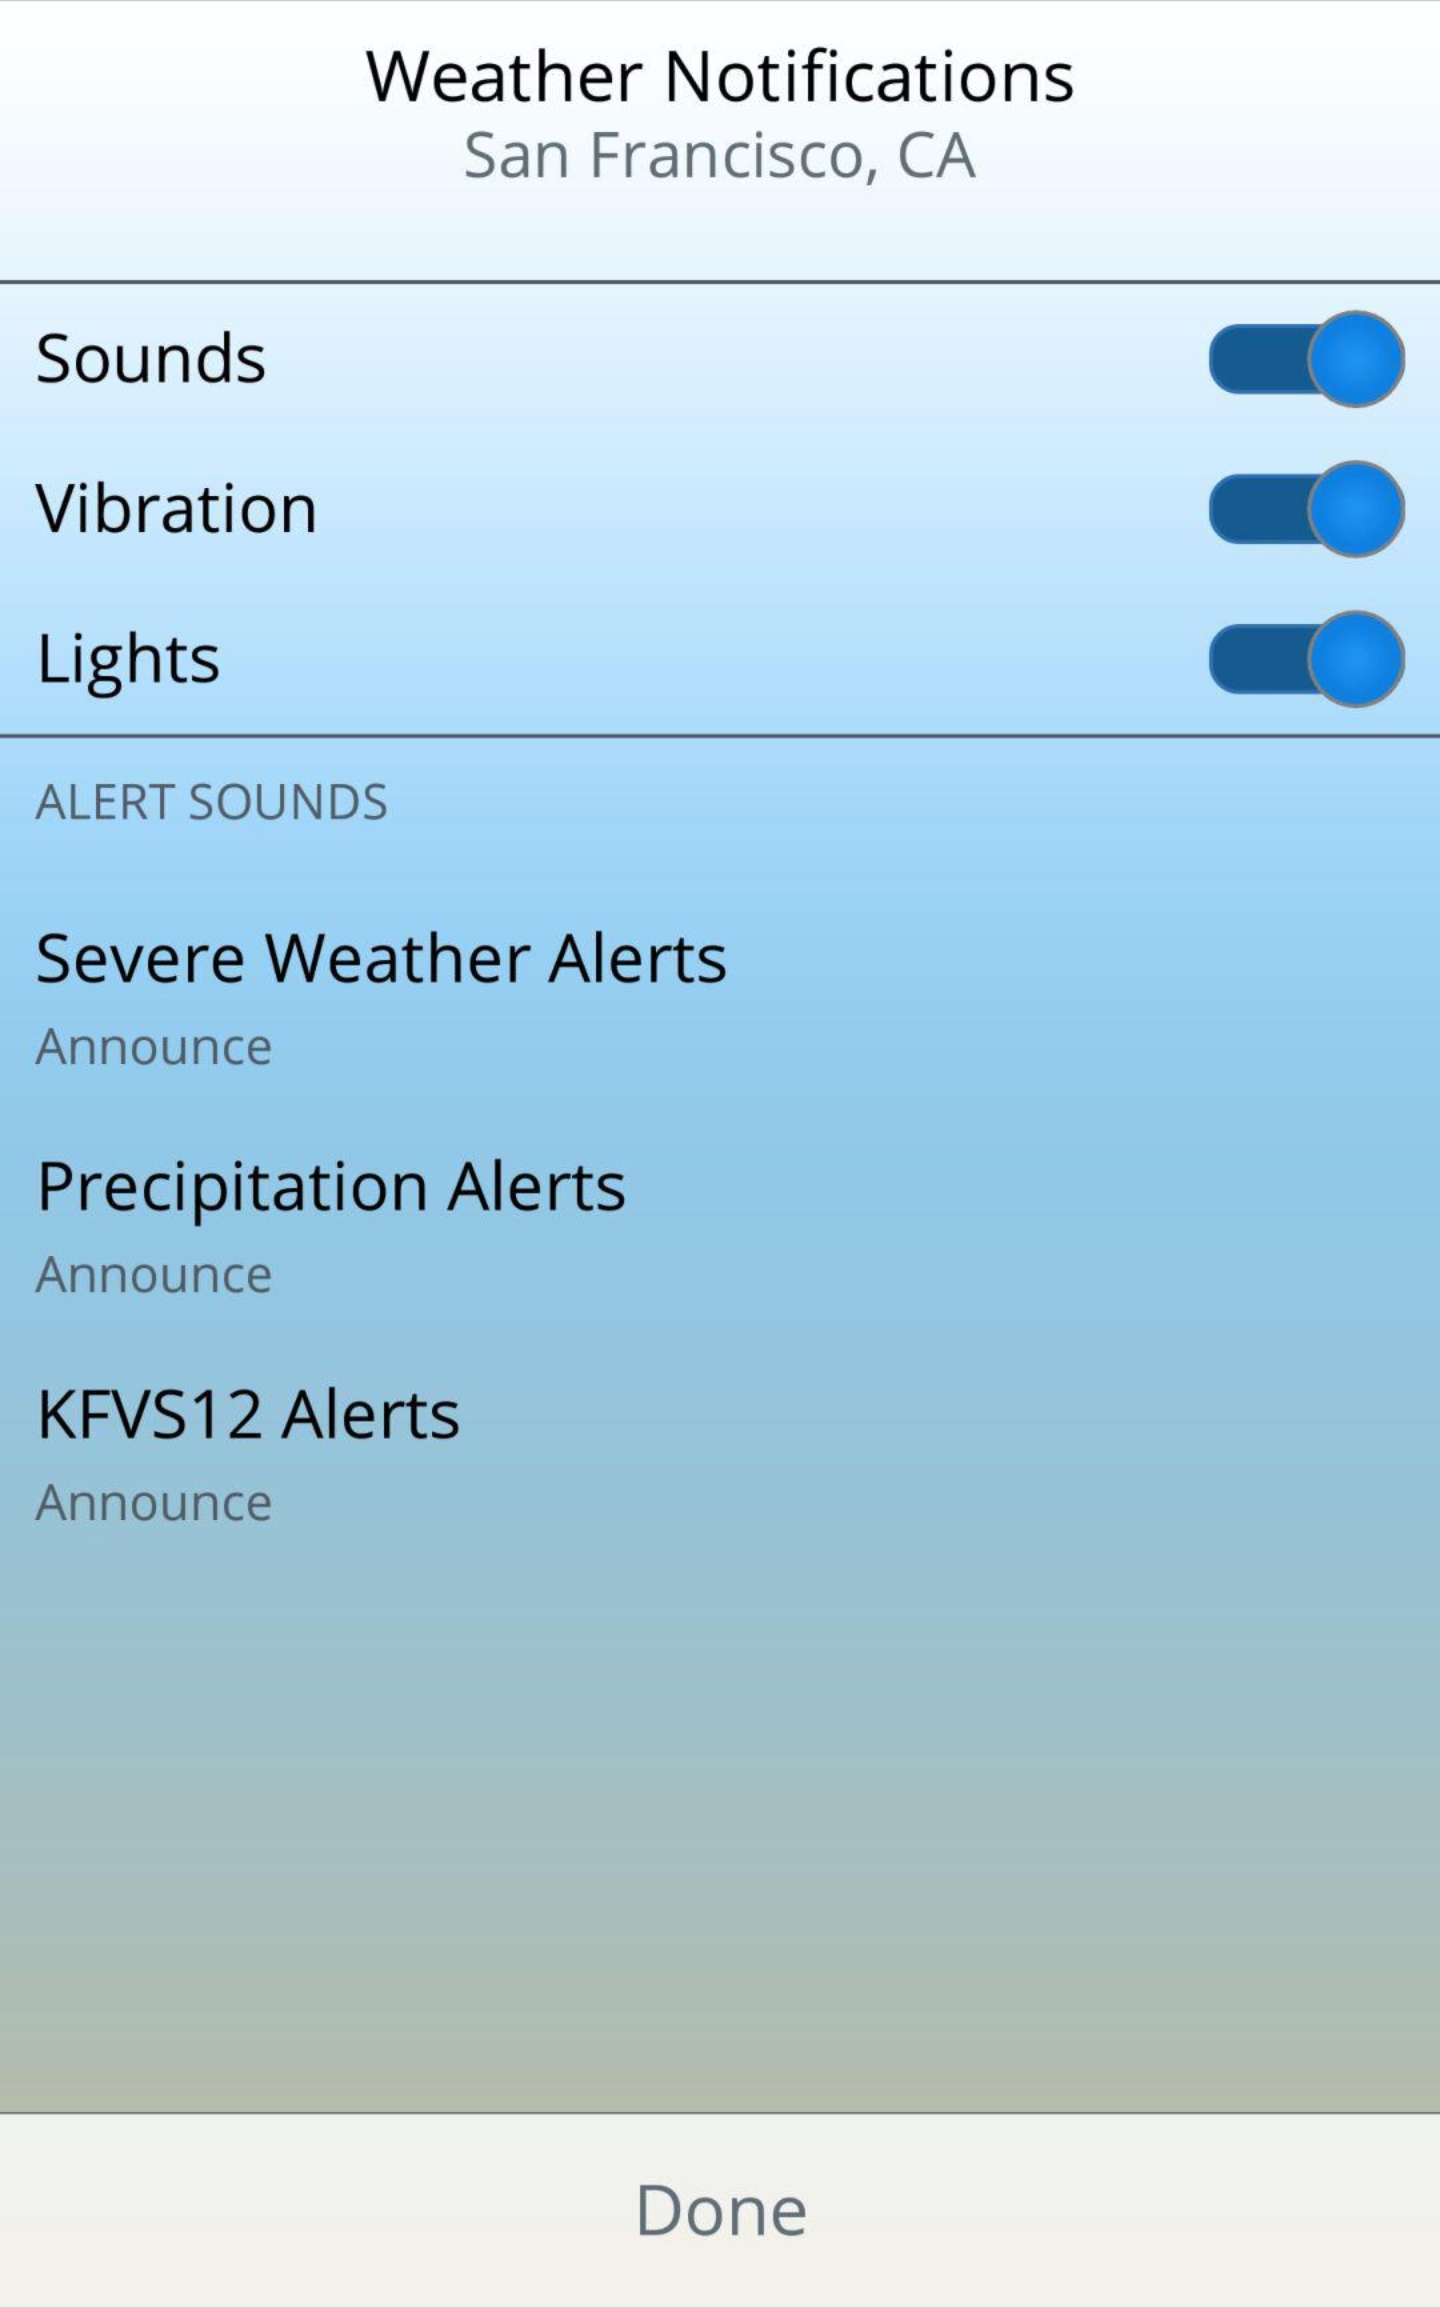 Weather Notifications
San Francisco, CA
Sounds
Vibration
Lights
ALERT SOUNDS
Severe Weather Alerts
Announce
Precipitation Alerts
Announce
KFVS12 Alerts
Announce
Done